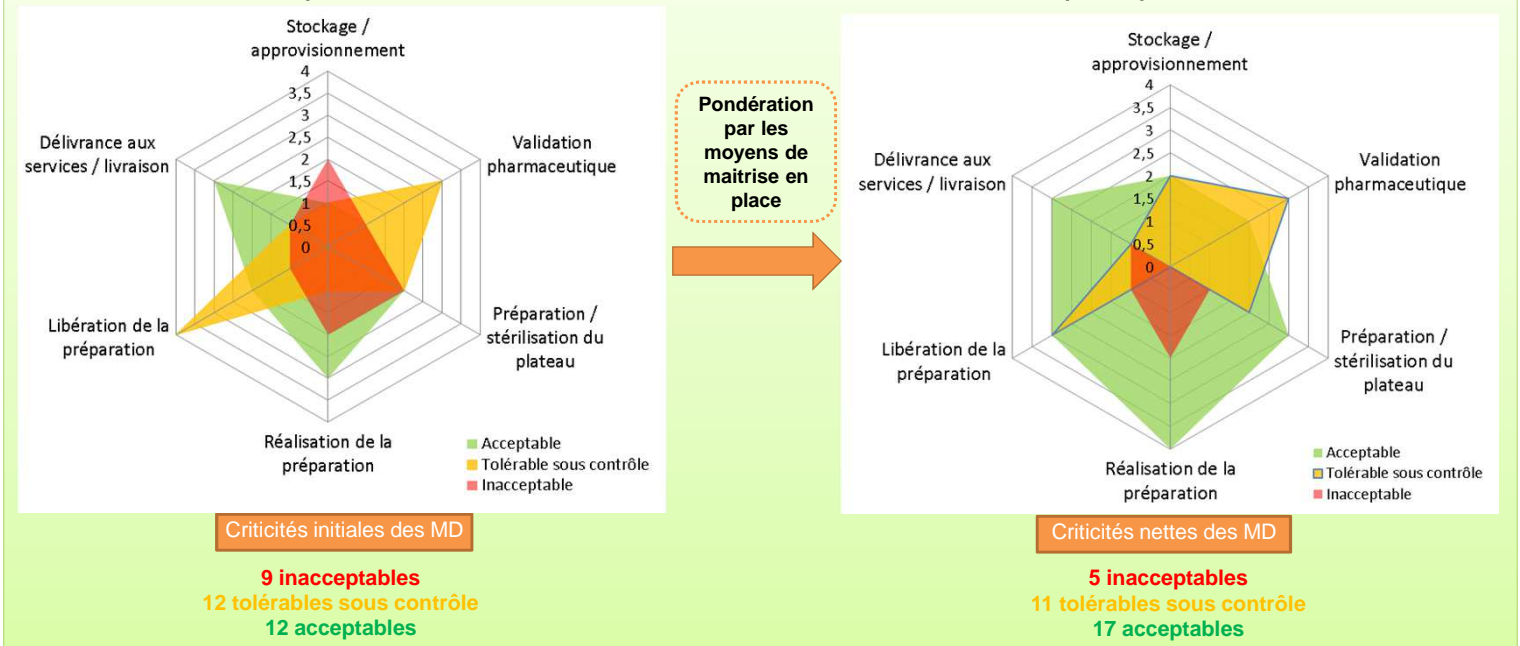 Stockage /
approvisionnement
4
3,5
3
2,5
2
1,5
1
0,5
0
Validation
pharmaceutique
Préparation /
stérilisation du
plateau
Réalisation de la
préparation
Libération de la
préparation
Délivrance aux
services / livraison
Acceptable
Tolérable sous contrôle
Inacceptable
Criticités initiales des MD
9 inacceptables
12 tolérables sous contrôle
12 acceptables
Pondération
par les
moyens de
maitrise en
place
Stockage /
approvisionnement
4
3,5
3
2,5
2
1,5
1
0,5
0
Validation
pharmaceutique
Préparation /
stérilisation du
plateau
Réalisation de la
préparation
Libération de la
préparation
Délivrance aux
services / livraison
Acceptable
Tolérable sous contrôle
Inacceptable
Criticités nettes des MD
5 inacceptables
11 tolérables sous contrôle
17 acceptables